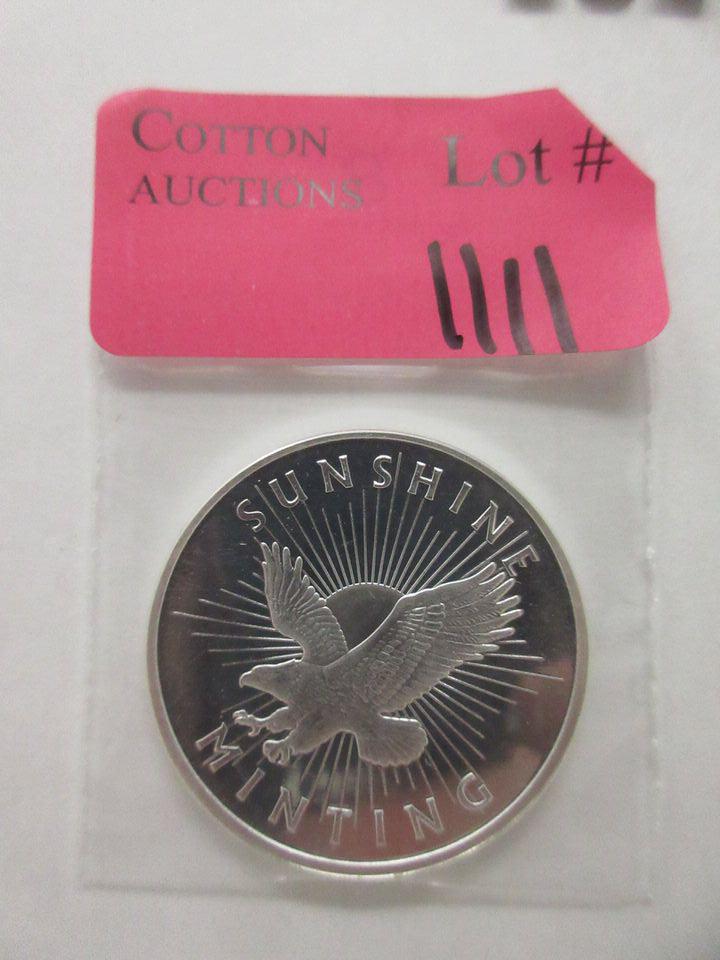 COTTON
AUCTIONS
Lot #
1111
SUNSHINE
MINTING